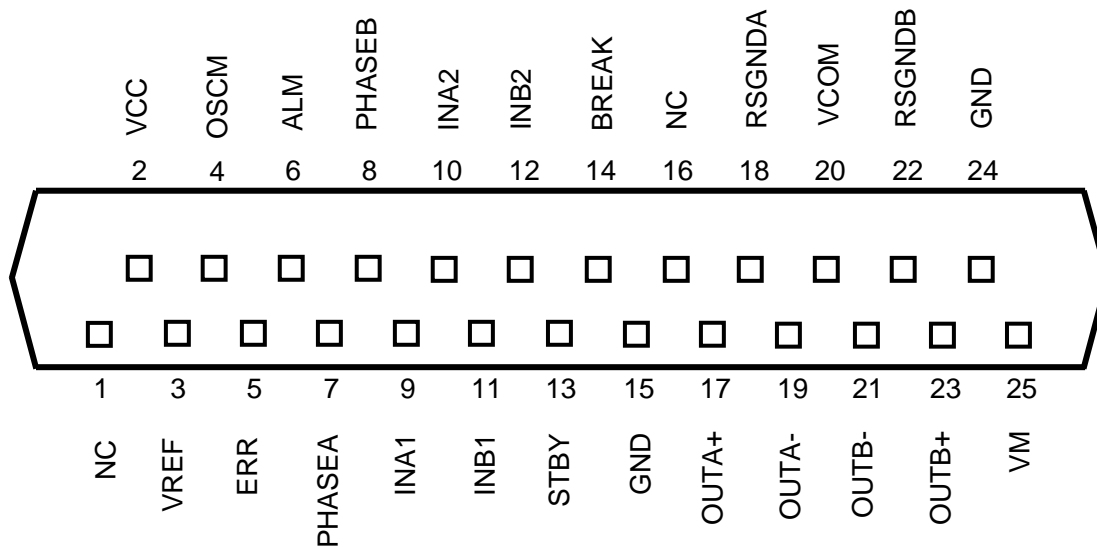 VCC OSCM ALM PHASEB INA2 INB2 BREAK NC RSGNDA VCOM RSGNDB GND
2 4 6 8 10 12 14 16 18 20 22 24
1 3 5 7 9 11 13 15 17 19 21 23 25
NC VREF ERR PHASEA INA1 INB1 STBY GND OUTA+ OUTA- OUTB- OUTB+ VM